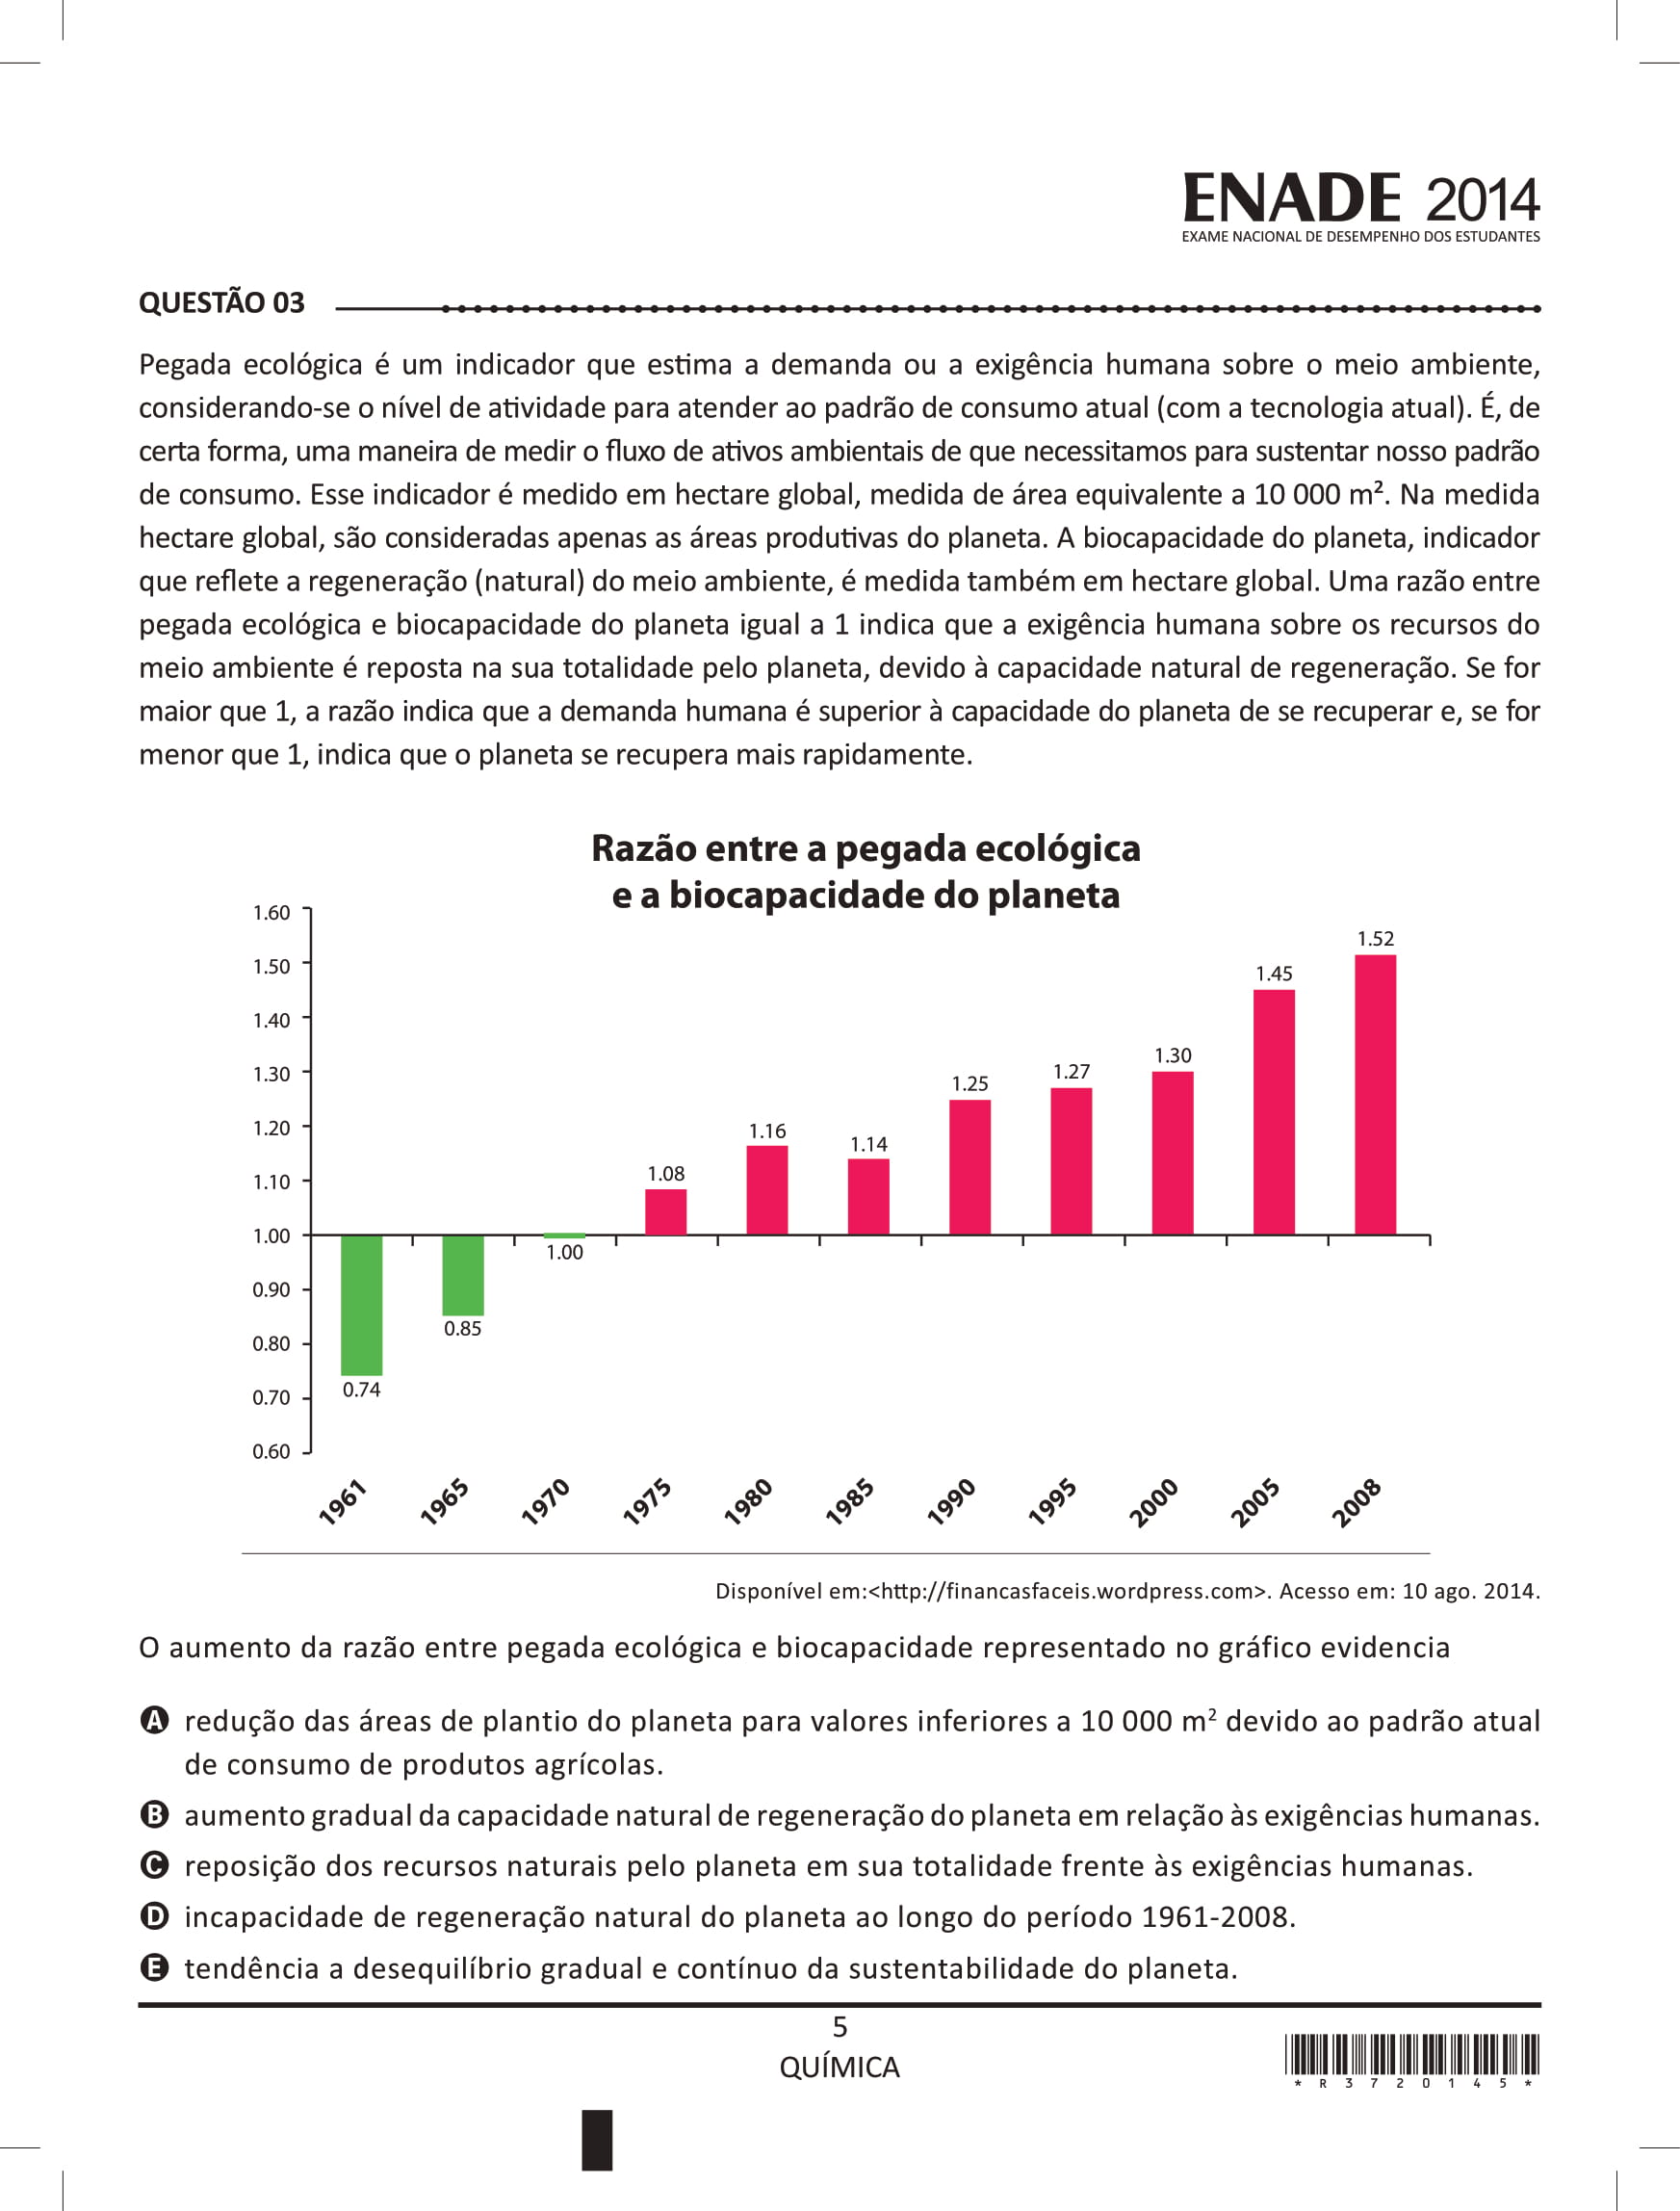 ENADE 2014
EXAME NACIONAL DE DESEMPENHO DOS ESTUDANTES
QUESTÃO 03
Pegada ecológica é um indicador que estima a demanda ou a exigência humana sobre o meio ambiente,
considerando-se o nível de atividade para atender ao padrão de consumo atual (com a tecnologia atual). É, de
certa forma, uma maneira de medir o fluxo de ativos ambientais de que necessitamos para sustentar nosso padrão
de consumo. Esse indicador é medido em hectare global, medida de área equivalente a 10 000 m². Na medida
hectare global, são consideradas apenas as áreas produtivas do planeta. A biocapacidade do planeta, indicador
que reflete a regeneração (natural) do meio ambiente, é medida também em hectare global. Uma razão entre
pegada ecológica e biocapacidade do planeta igual a 1 indica que a exigência humana sobre os recursos do
meio ambiente é reposta na sua totalidade pelo planeta, devido à capacidade natural de regeneração. Se for
maior que 1, a razão indica que a demanda humana é superior à capacidade do planeta de se recuperar e, se for
menor que 1, indica que o planeta se recupera mais rapidamente.
Razão entre a pegada ecológica
e a biocapacidade do planeta
1.60
1.50
1.40
1.30
1.20
1.10
1.00
0.90
0.80
0.70
0.60
0.74
0.85
1.00
1.08
1.16
1.14
1.25
1.27
1.30
1.45
1.52
1961
1965
1970
1975
1980
1985
1990
1995
2000
2005
2008
Disponível em:<http://financasfaceis.wordpress.com>. Acesso em: 10 ago. 2014.
O aumento da razão entre pegada ecológica e biocapacidade representado no gráfico evidencia
A redução das áreas de plantio do planeta para valores inferiores a 10 000 m² devido ao padrão atual
de consumo de produtos agrícolas.
B aumento gradual da capacidade natural de regeneração do planeta em relação às exigências humanas.
C reposição dos recursos naturais pelo planeta em sua totalidade frente às exigências humanas.
D incapacidade de regeneração natural do planeta ao longo do período 1961-2008.
E tendência a desequilíbrio gradual e contínuo da sustentabilidade do planeta.
5
QUÍMICA
* R 3 7 2 0 1 4 5 *